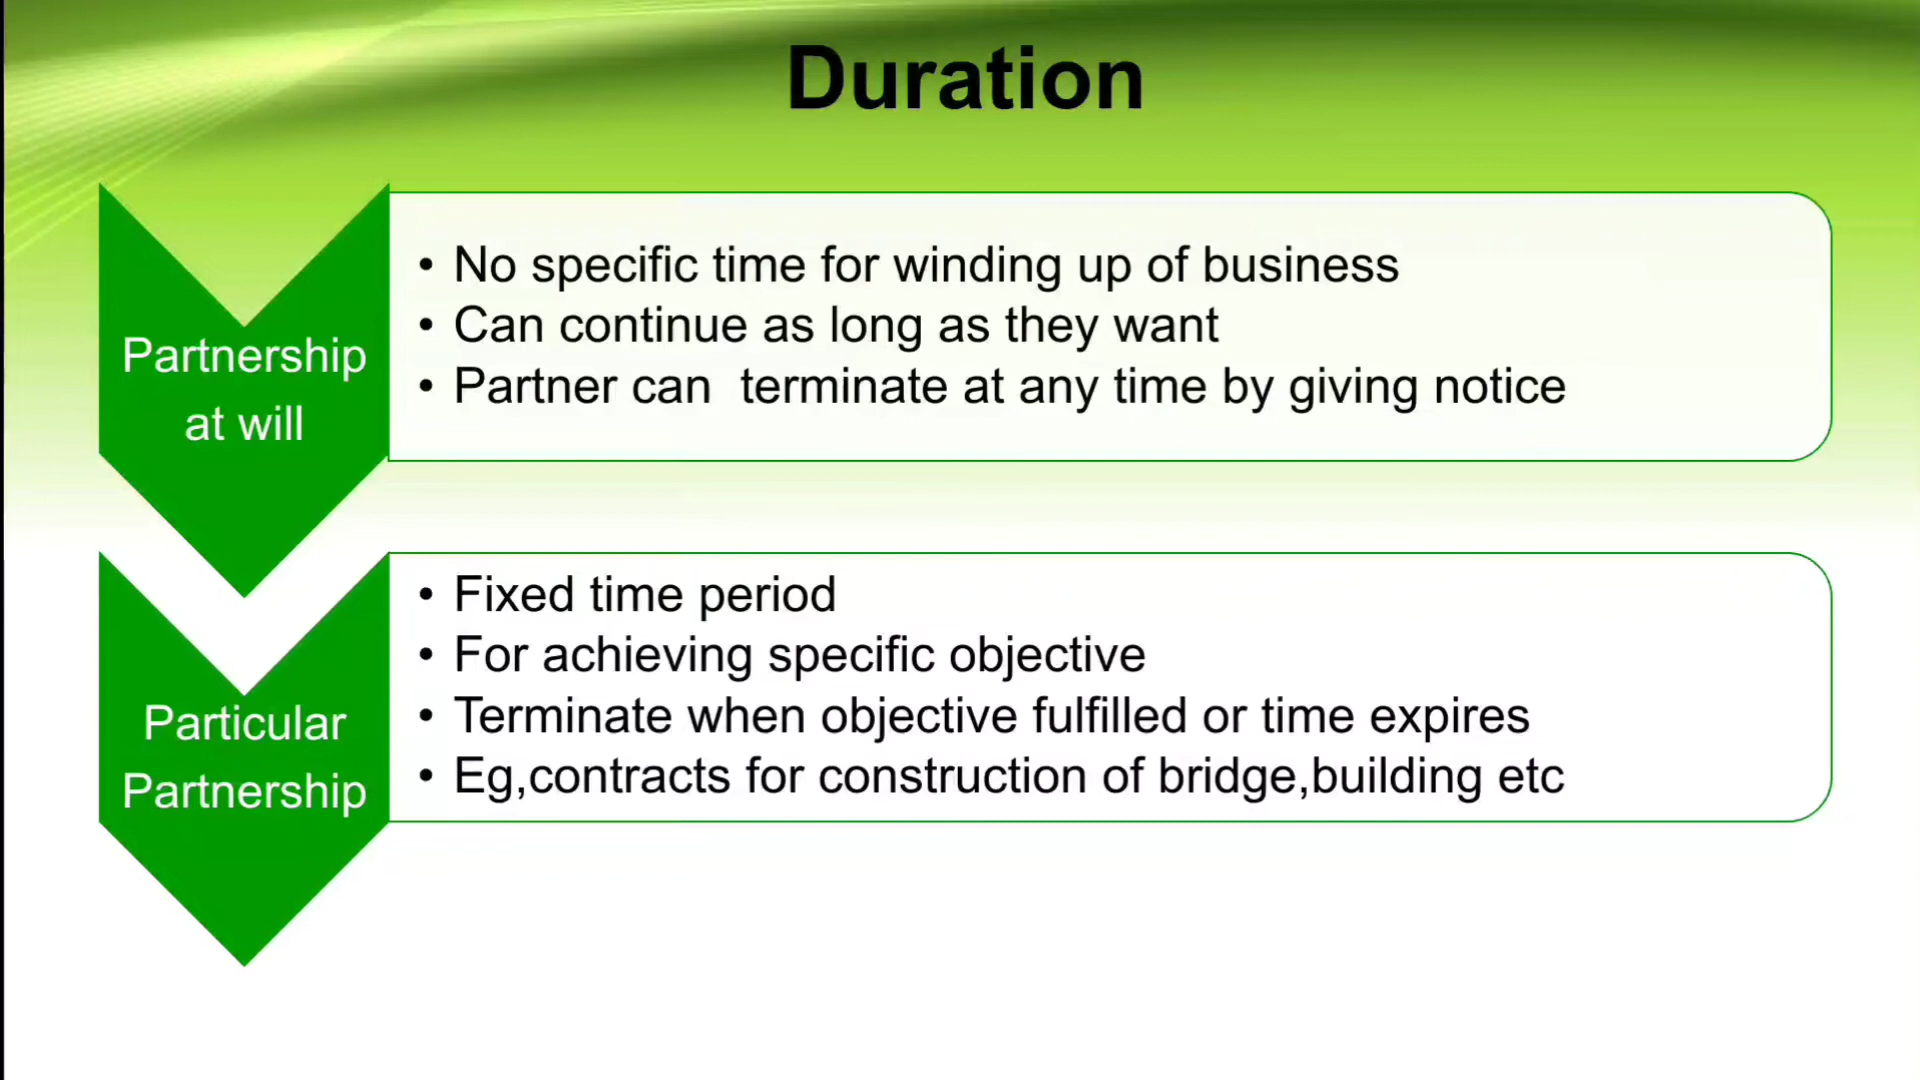 Duration
Partnership
at will
• No specific time for winding up of business
• Can continue as long as they want
• Partner can  terminate at any time by giving notice
Particular
Partnership
• Fixed time period
• For achieving specific objective
• Terminate when objective fulfilled or time expires
• Eg,contracts for construction of bridge,building etc